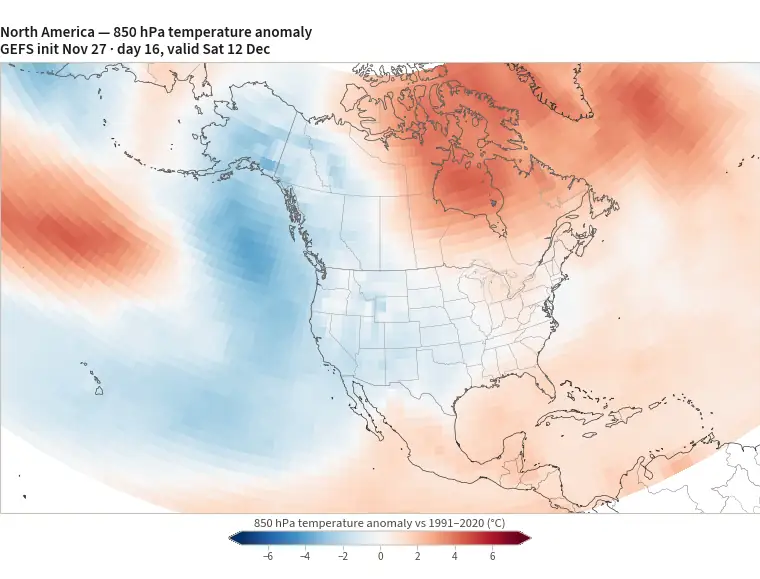 North America — 850 hPa temperature anomaly
GEFS init Nov 27 · day 16, valid Sat 12 Dec
850 hPa temperature anomaly vs 1991–2020 (°C)
−6 −4 −2 0 2 4 6